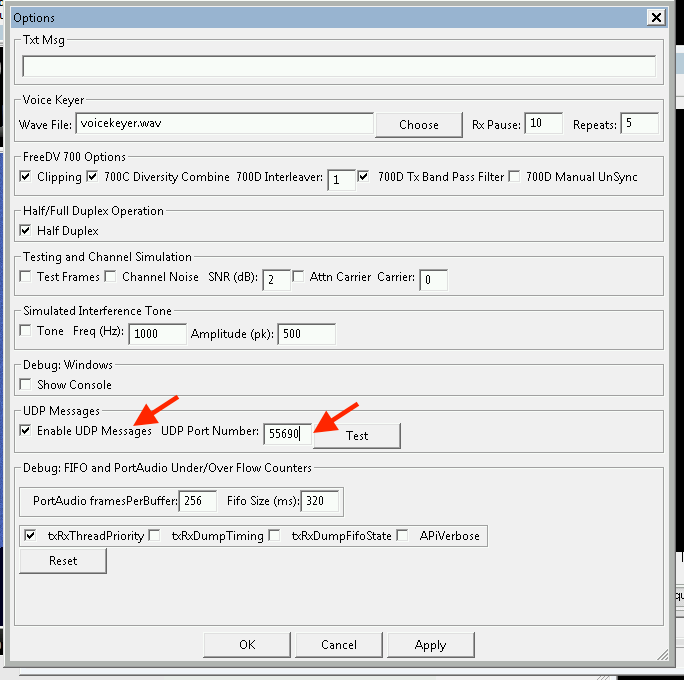 Options
Txt Msg
Voice Keyer
Wave File: voicekeyer.wav Choose Rx Pause: 10 Repeats: 5
FreeDV 700 Options
Clipping 700C Diversity Combine 700D Interleaver: 1 700D Tx Band Pass Filter 700D Manual UnSync
Half/Full Duplex Operation
Half Duplex
Testing and Channel Simulation
Test Frames Channel Noise SNR (dB): 2 Attn Carrier Carrier: 0
Simulated Interference Tone
Tone Freq (Hz): 1000 Amplitude (pk): 500
Debug: Windows
Show Console
UDP Messages
Enable UDP Messages UDP Port Number: 55690 Test
Debug: FIFO and PortAudio Under/Over Flow Counters
PortAudio framesPerBuffer: 256 Fifo Size (ms): 320
txRxThreadPriority txRxDumpTiming txRxDumpFifoState APiVerbose
Reset
OK Cancel Apply